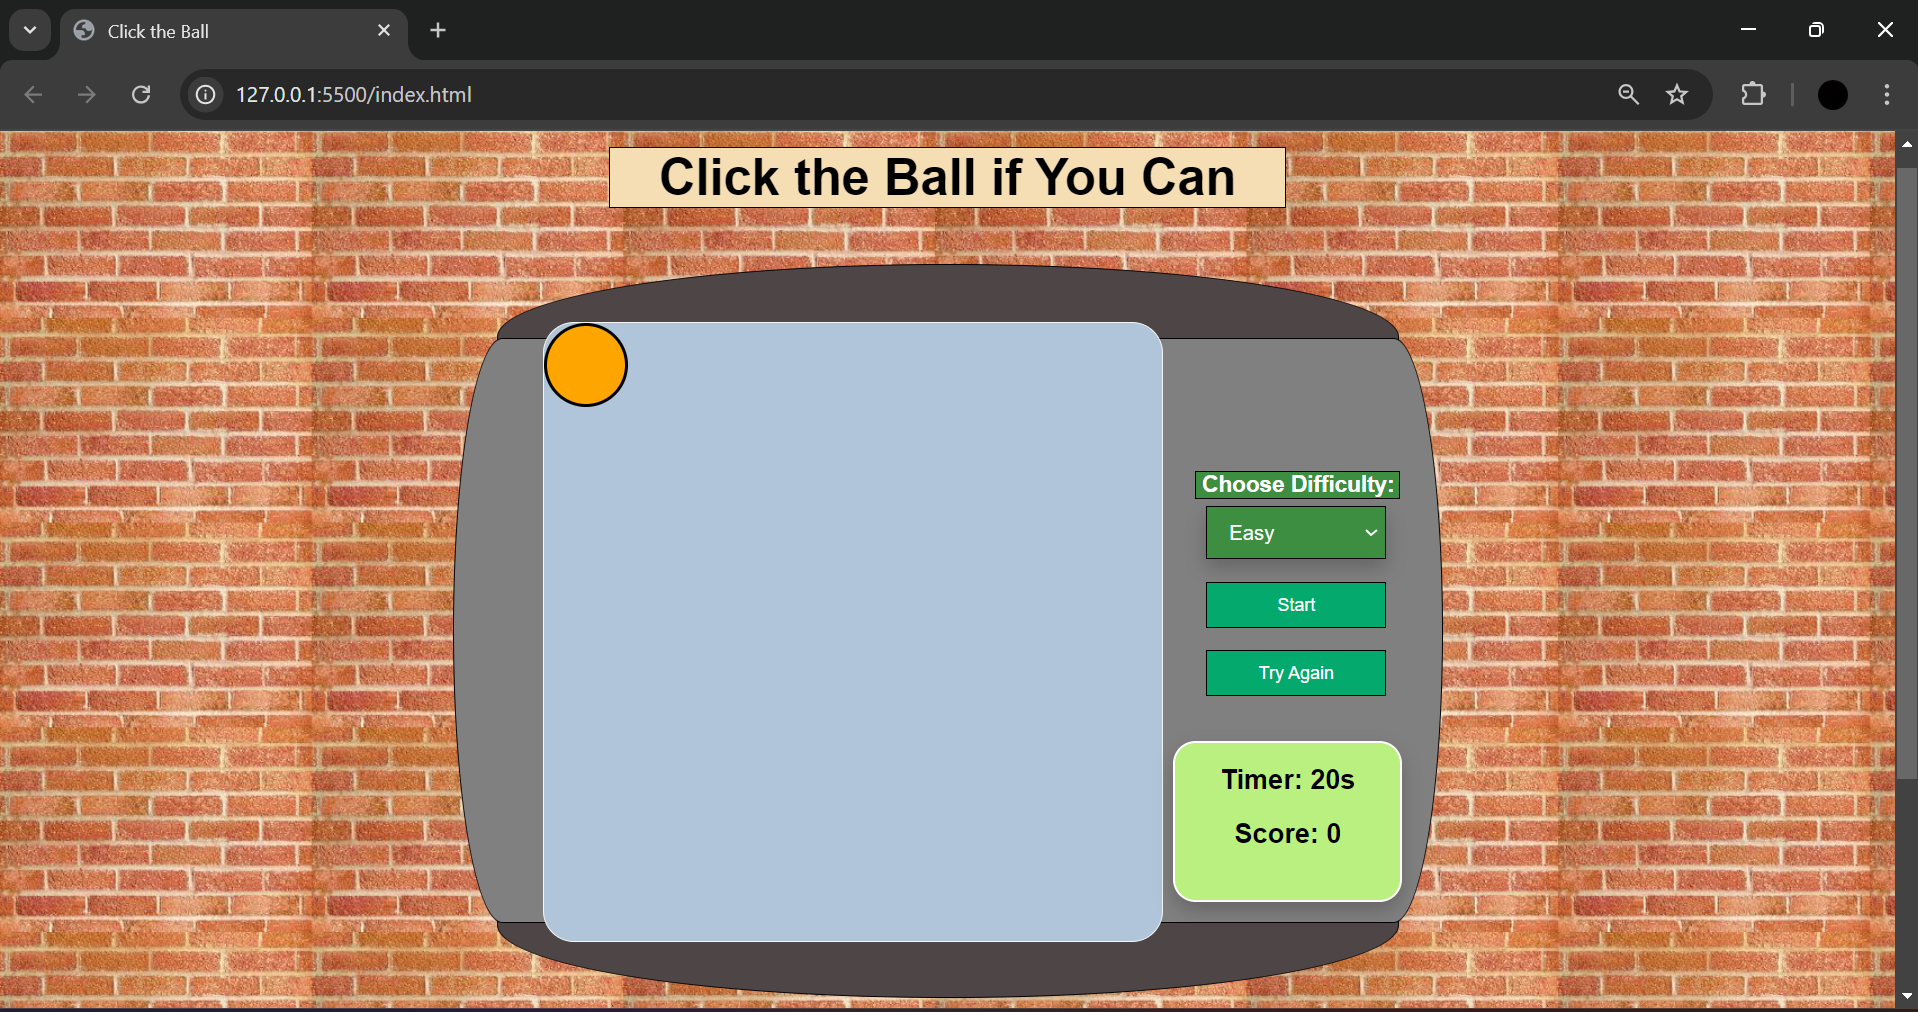 Click the Ball
127.0.0.1:5500/index.html
Click the Ball if You Can
Choose Difficulty:
Easy
Start
Try Again
Timer: 20s
Score: 0